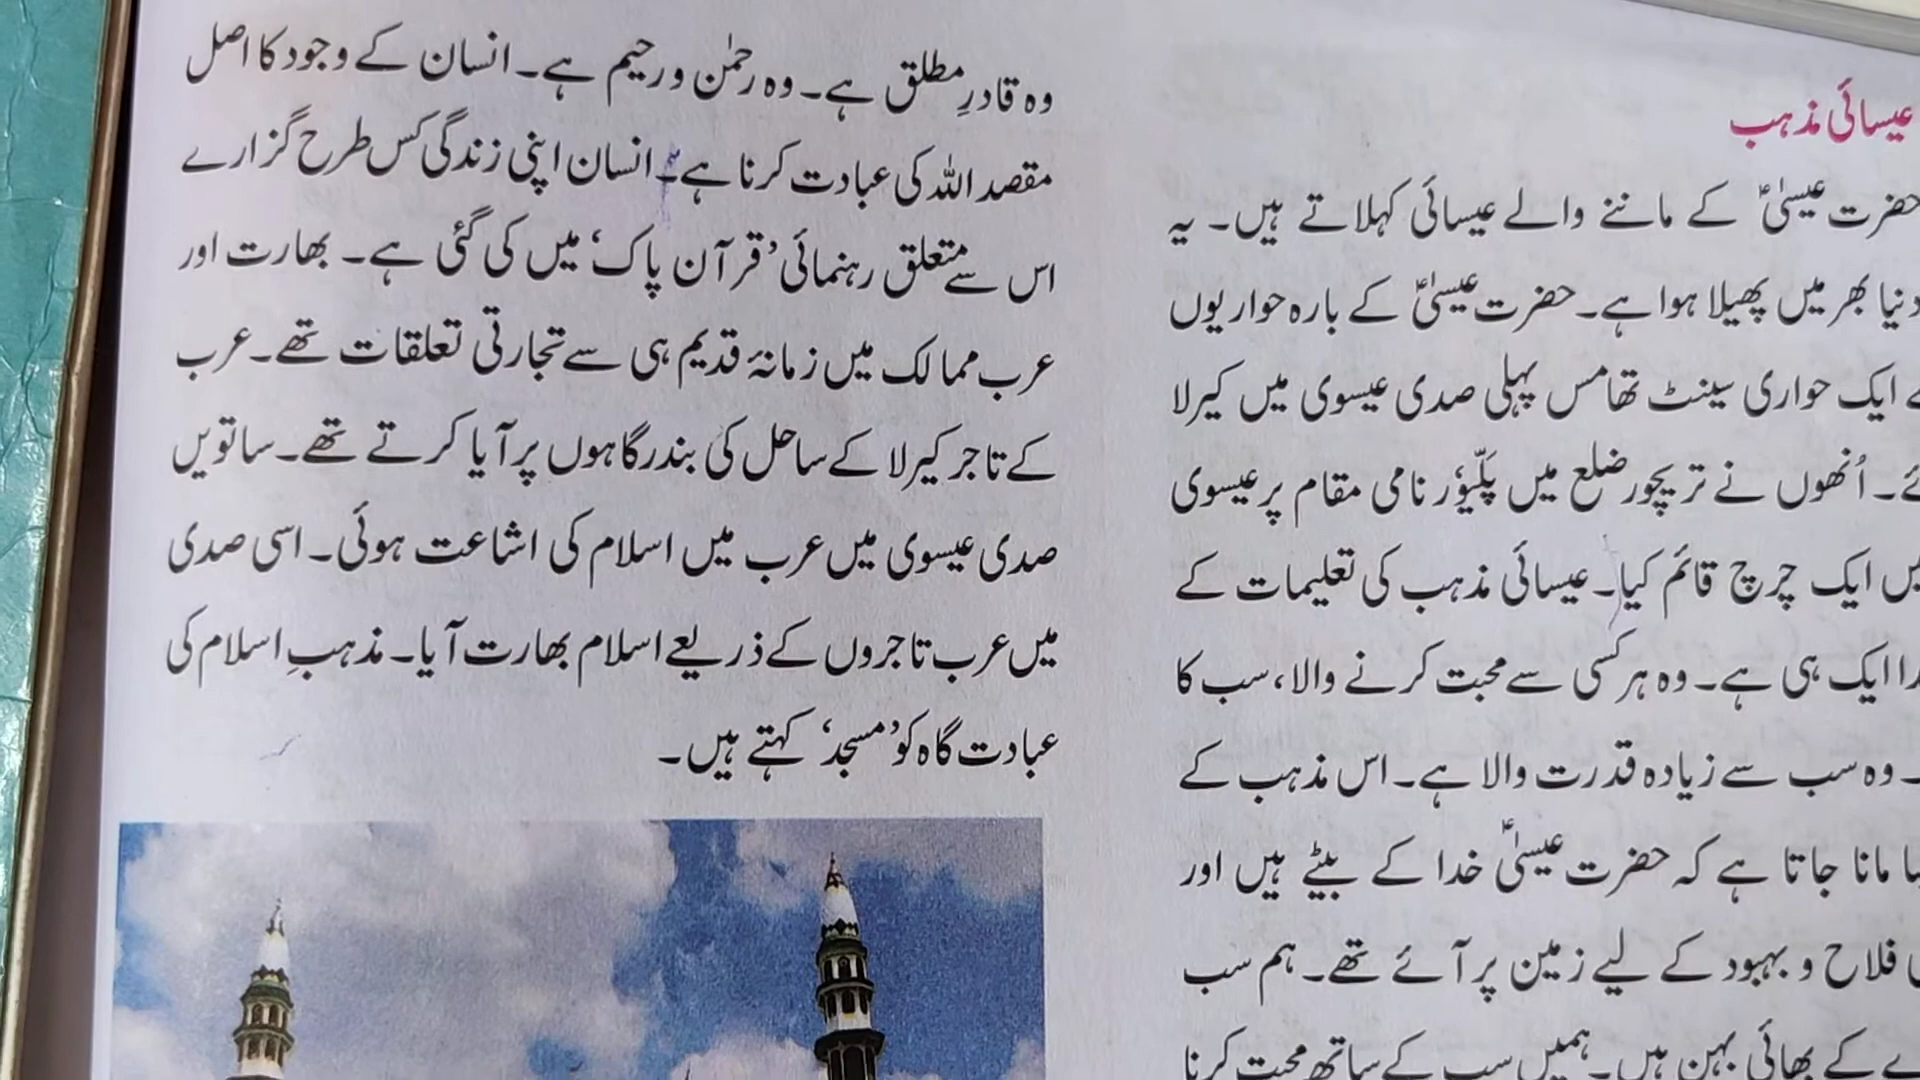 عیسائی مذہب
حضرت عیسیٰؑ کے ماننے والے عیسائی کہلاتے ہیں۔ یہ
دنیا بھر میں پھیلا ہوا ہے۔ حضرت عیسیٰؑ کے بارہ حواریوں
ایک حواری سینٹ تھامس پہلی صدی عیسوی میں کیرلا
اُنھوں نے تریچور ضلع میں پَلّیوٗر نامی مقام پر عیسوی
ایک چرچ قائم کیا۔ عیسائی مذہب کی تعلیمات کے
ایک ہی ہے۔ وہ ہر کسی سے محبت کرنے والا، سب کا
۔ وہ سب سے زیادہ قدرت والا ہے۔ اس مذہب کے
مانا جاتا ہے کہ حضرت عیسیٰؑ خدا کے بیٹے ہیں اور
فلاح و بہبود کے لیے زمین پر آئے تھے۔ ہم سب
کے بھائی بہن ہیں۔ ہمیں سب کے ساتھ محبت کرنا
وہ قادرِ مطلق ہے۔ وہ رحمٰن و رحیم ہے۔ انسان کے وجود کا اصل
مقصد اللہ کی عبادت کرنا ہے۔ انسان اپنی زندگی کس طرح گزارے
اس سے متعلق رہنمائی ’قرآن پاک‘ میں کی گئی ہے۔ بھارت اور
عرب ممالک میں زمانۂ قدیم ہی سے تجارتی تعلقات تھے۔ عرب
کے تاجر کیرلا کے ساحل کی بندرگاہوں پر آیا کرتے تھے۔ ساتویں
صدی عیسوی میں عرب میں اسلام کی اشاعت ہوئی۔ اسی صدی
میں عرب تاجروں کے ذریعے اسلام بھارت آیا۔ مذہبِ اسلام کی
عبادت گاہ کو ’مسجد‘ کہتے ہیں۔